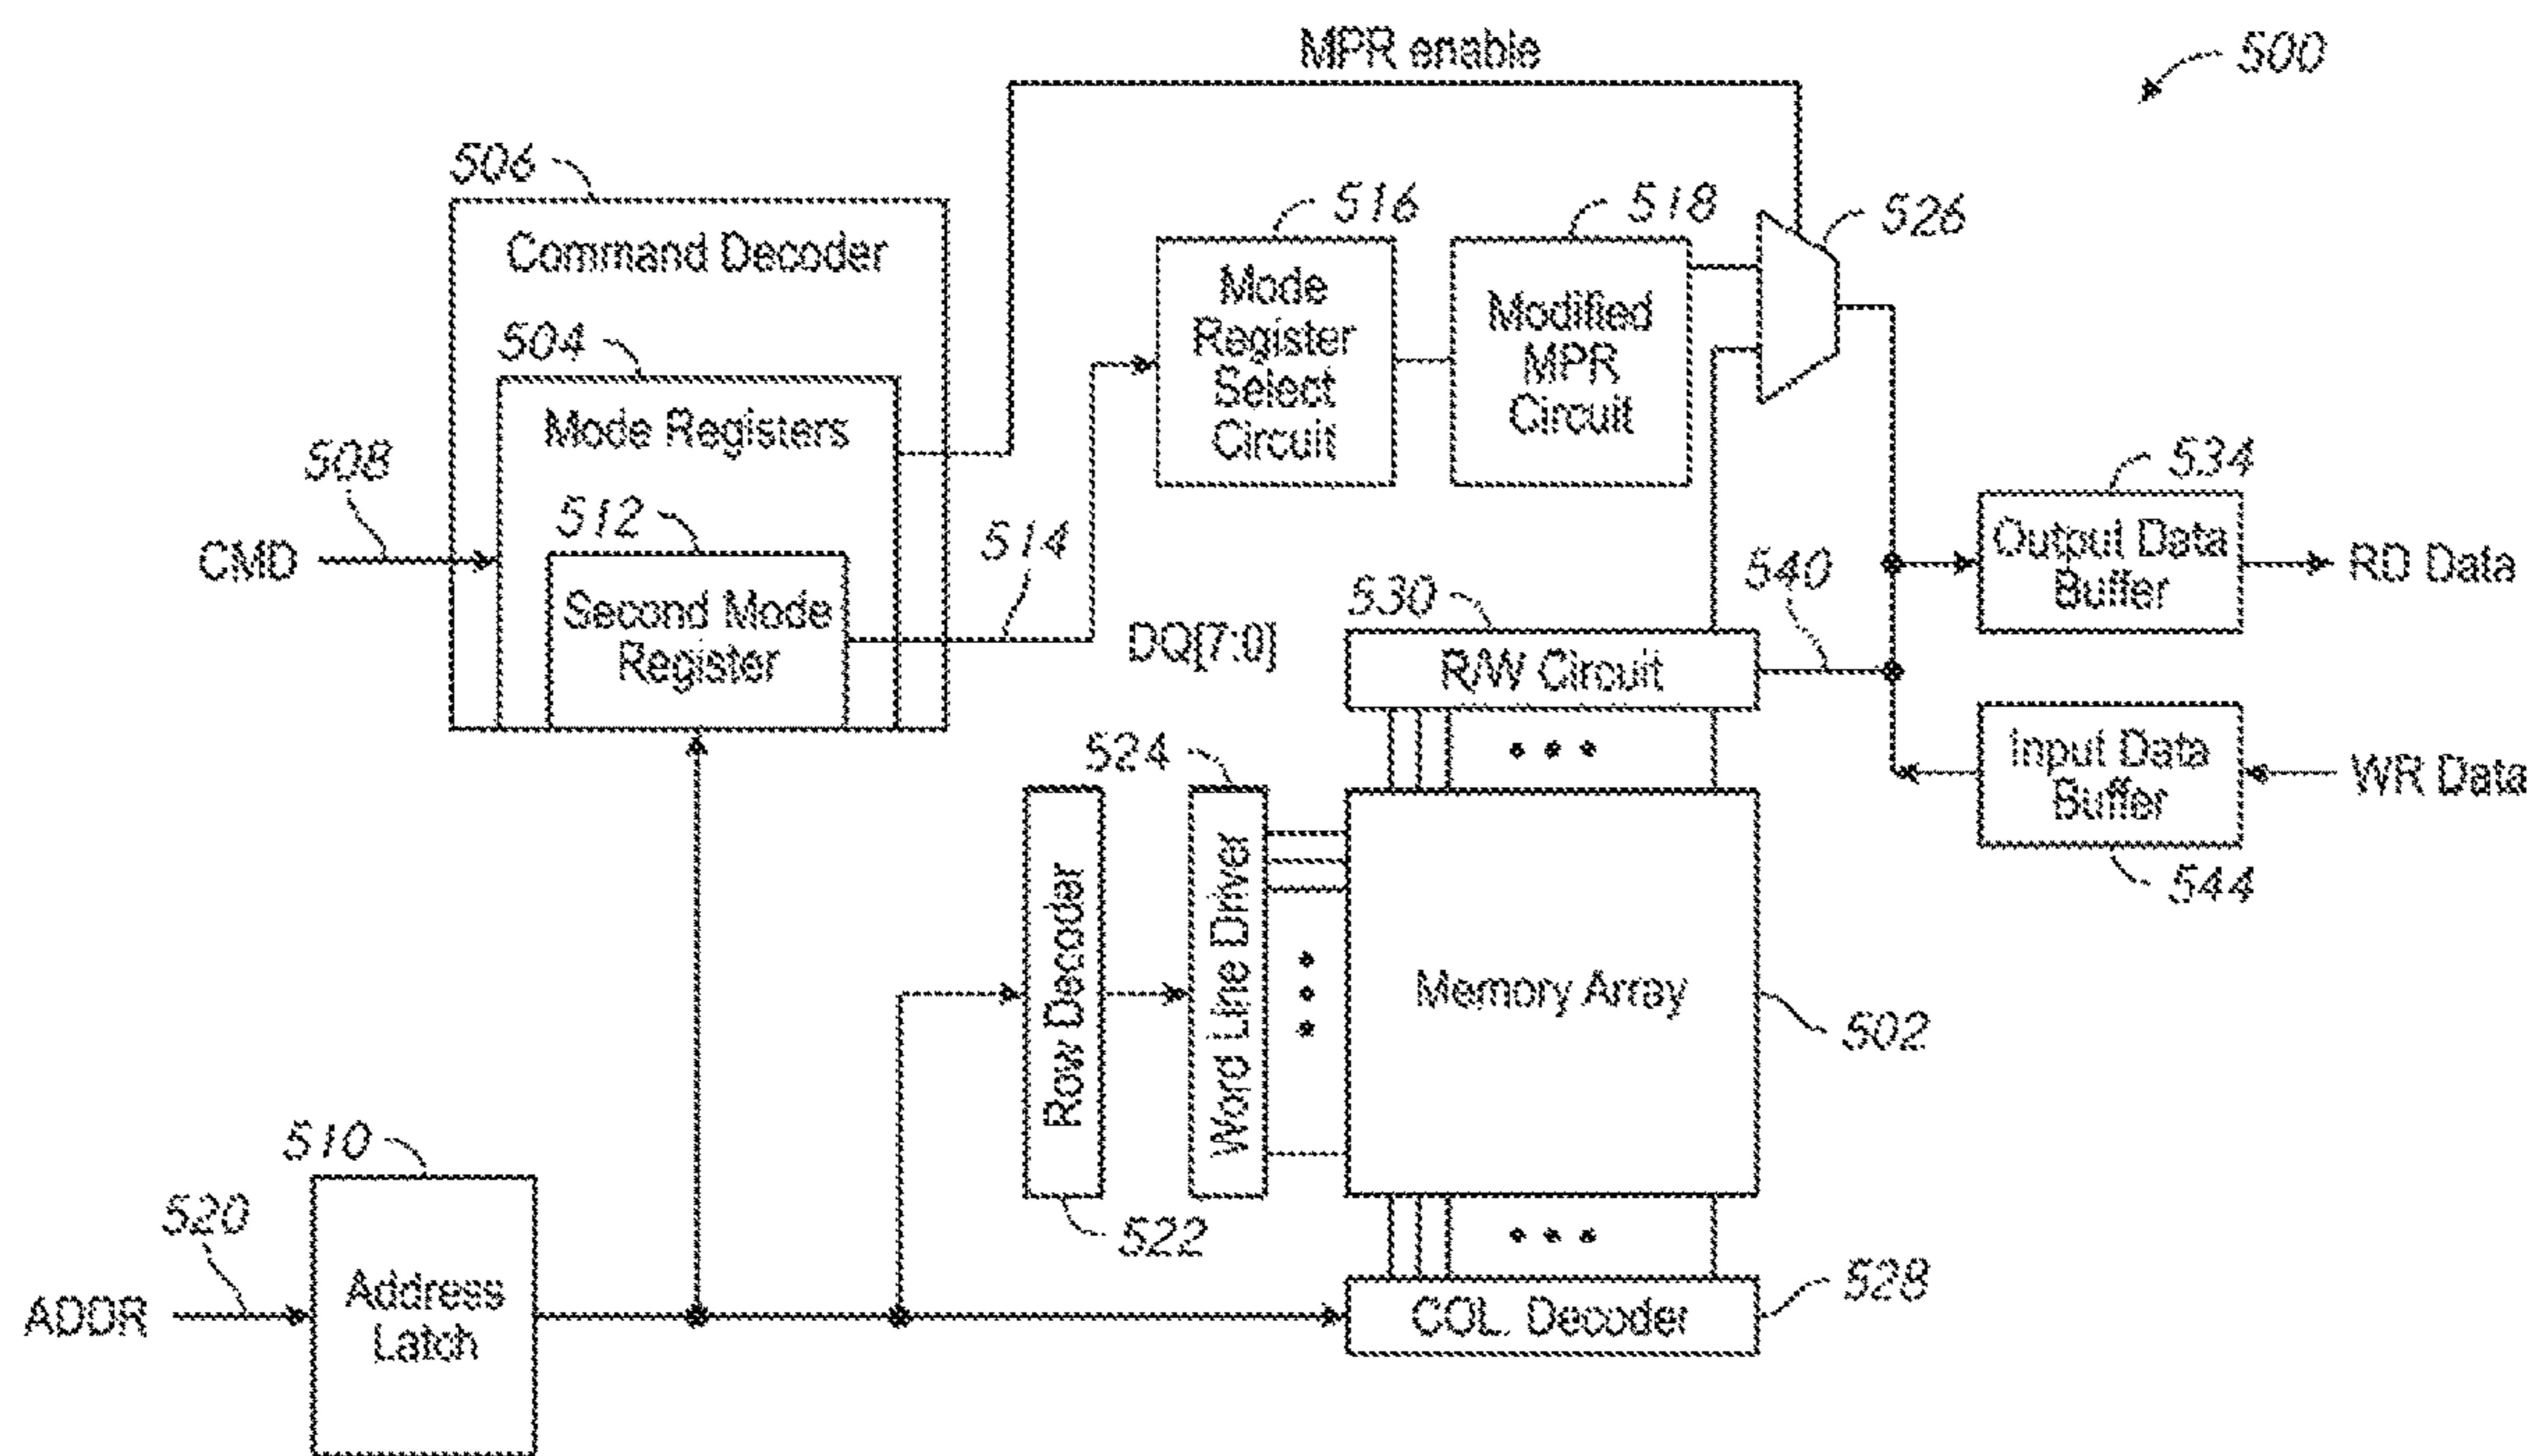 MPR enable
500
506
Command Decoder
504
Mode Registers
512
Second Mode
Register
508
CMD
514
516
Mode
Register
Select
Circuit
518
Modified
MPR
Circuit
526
534
Output Data
Buffer
RD Data
DQ[7:0]
530
R/W Circuit
540
Input Data
Buffer
WR Data
544
524
Word Line Driver
Row Decoder
522
Memory Array
502
510
520
ADDR
Address
Latch
COL. Decoder
528